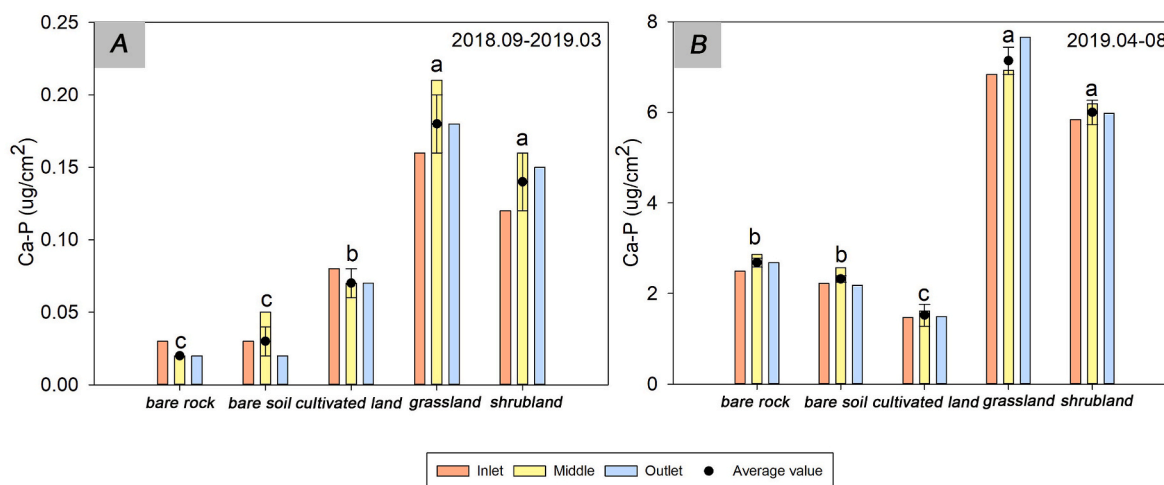 A
2018.09-2019.03
Ca-P (ug/cm²)
0.25
0.20
0.15
0.10
0.05
0.00
a
a
b
c
c
bare rock bare soil cultivated land grassland shrubland
B
2019.04-08
Ca-P (ug/cm²)
8
6
4
2
0
a
a
b
b
c
bare rock bare soil cultivated land grassland shrubland
Inlet Middle Outlet Average value